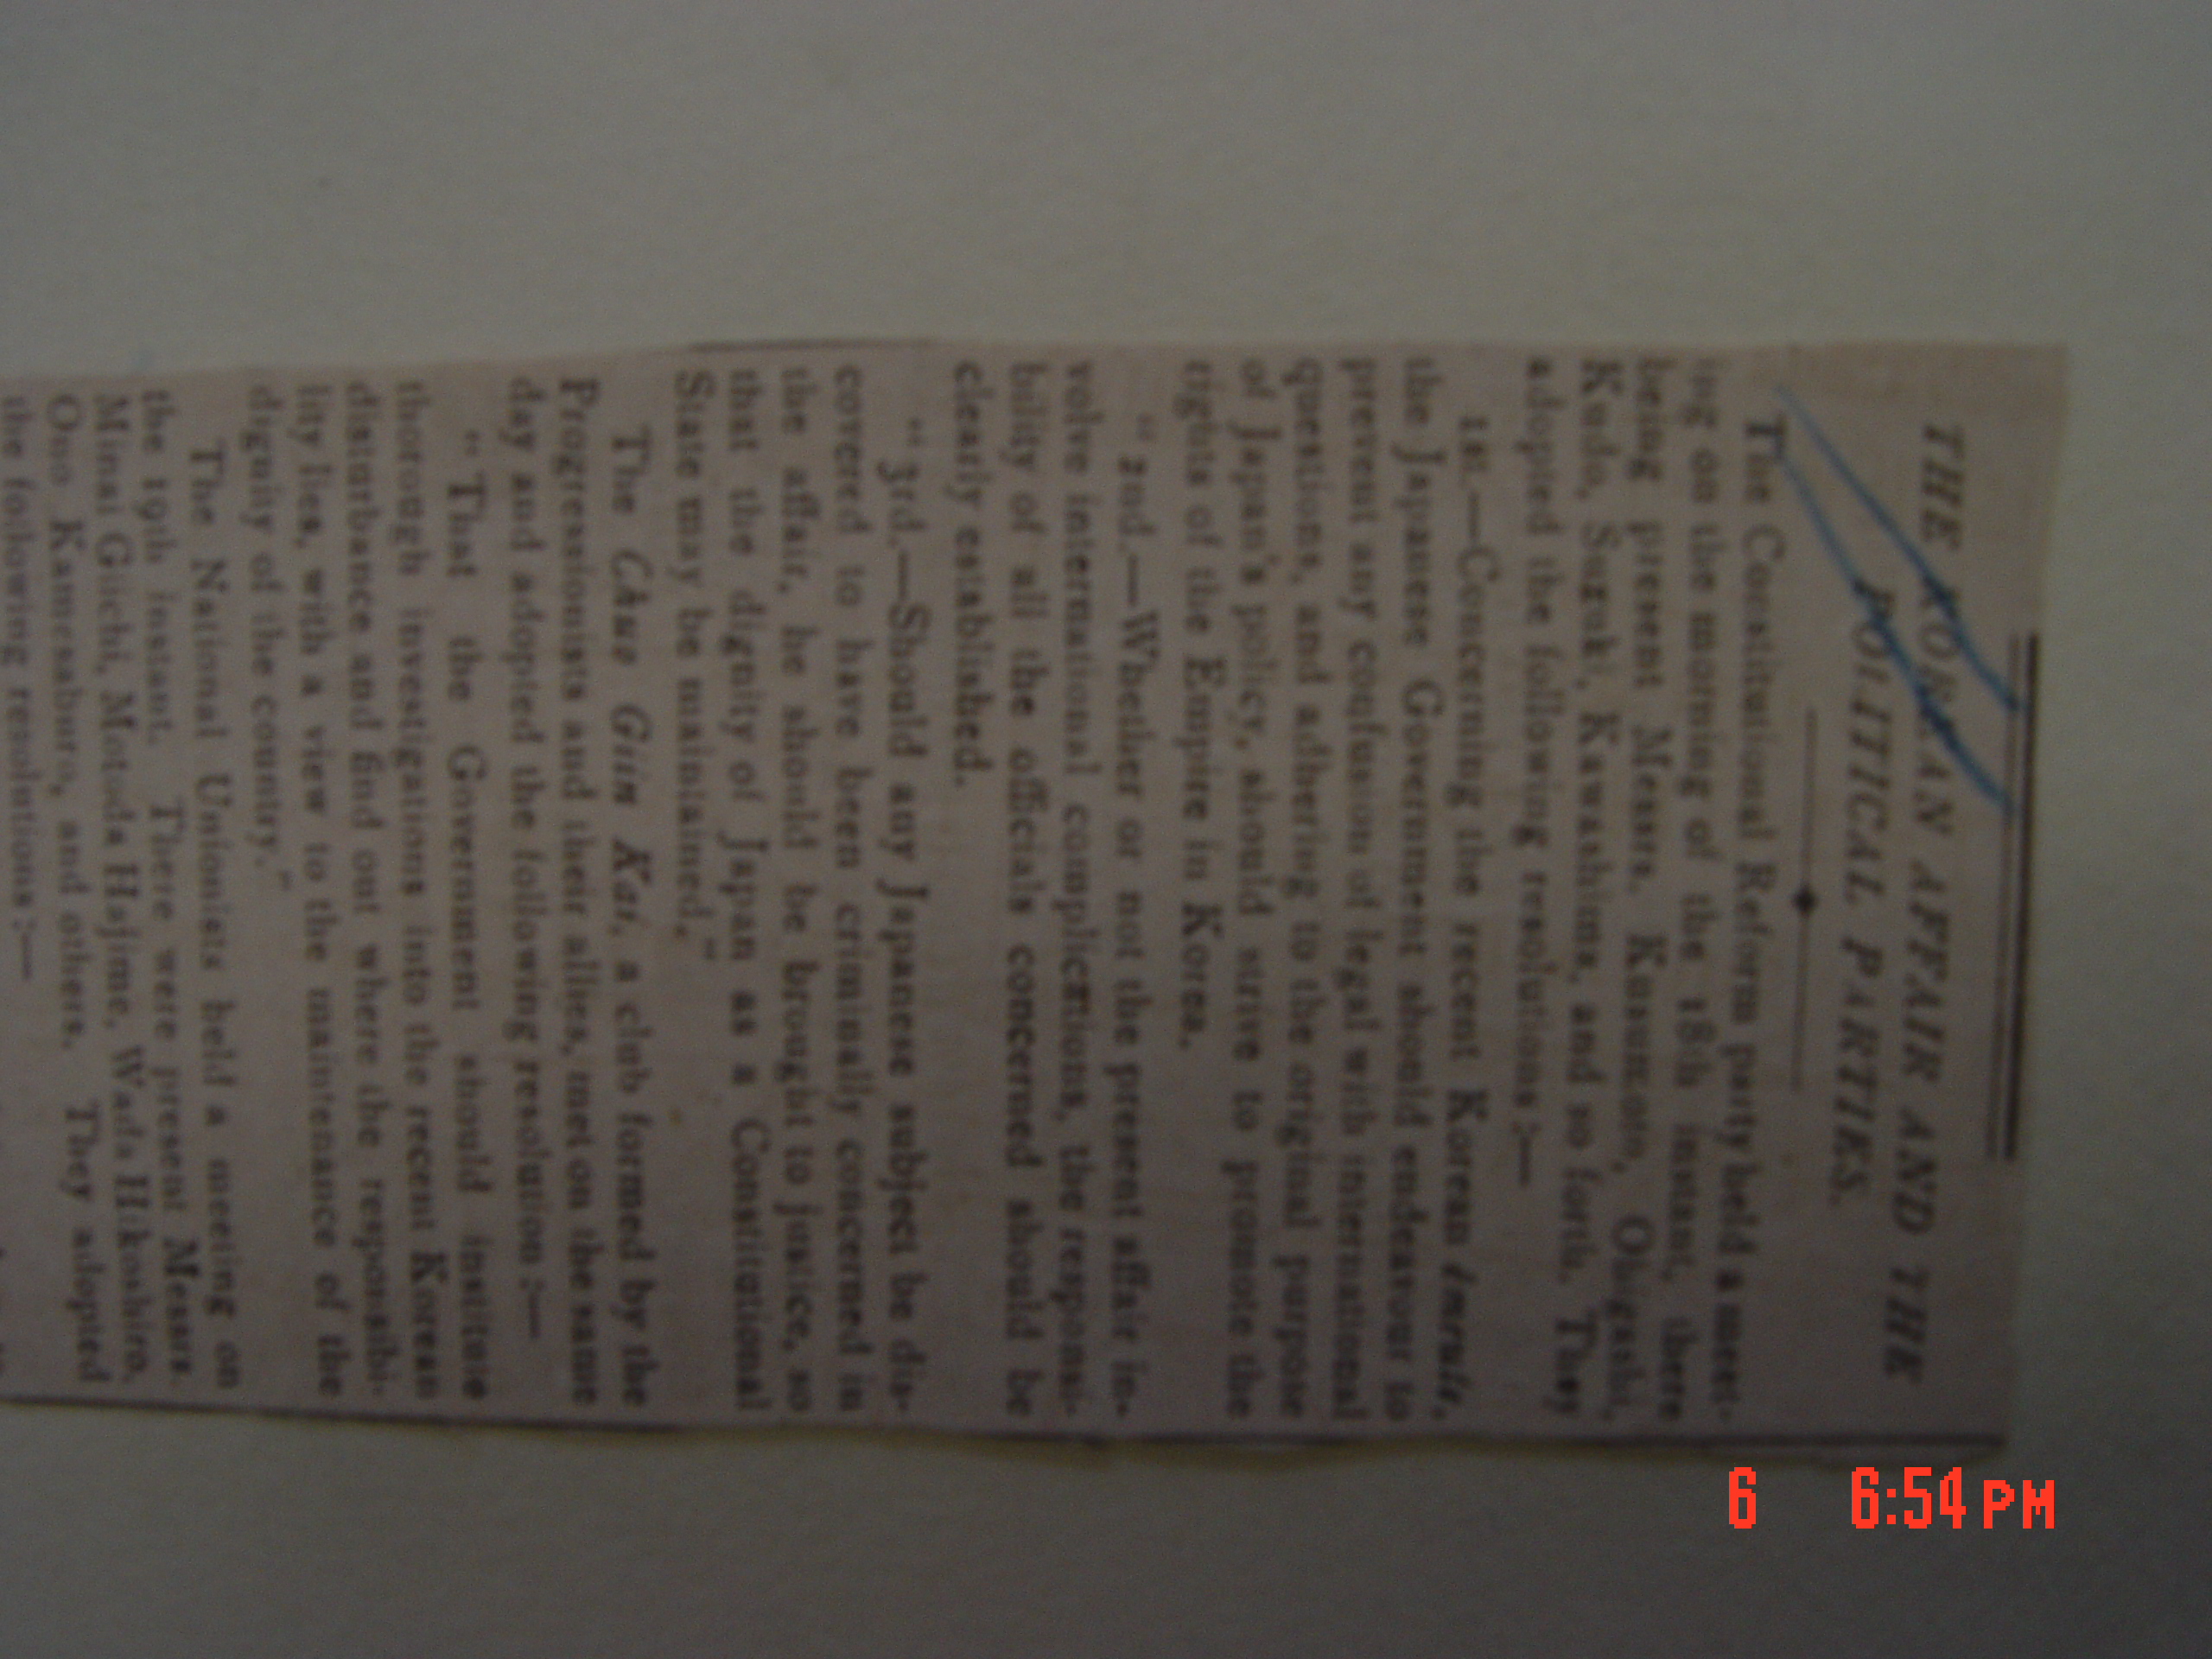 THE KOREAN AFFAIR AND THE
POLITICAL PARTIES.
The Constitutional Reform party held a meet-
ing on the morning of the 18th instant, there
being present Messrs. Kusumoto, Obigashi,
Kudo, Suzuki, Kawashima, and so forth. They
adopted the following resolutions :—
1st.—Concerning the recent Korean émeute,
the Japanese Government should endeavour to
prevent any confusion of legal with international
questions, and adhering to the original purpose
of Japan's policy, should strive to promote the
rights of the Empire in Korea.
" 2nd.—Whether or not the present affair in-
volve international complications, the responsi-
bility of all the officials concerned should be
clearly established.
" 3rd.—Should any Japanese subject be dis-
covered to have been criminally concerned in
the affair, he should be brought to justice, so
that the dignity of Japan as a Constitutional
State may be maintained."
The Chuo Giin Kai, a club formed by the
Progressionists and their allies, met on the same
day and adopted the following resolution :—
" That the Government should institute
thorough investigations into the recent Korean
disturbance and find out where the responsibi-
lity lies, with a view to the maintenance of the
dignity of the country."
The National Unionists held a meeting on
the 19th instant. There were present Messrs.
Minai Giichi, Motoda Hajime, Wada Hikoshiro,
Ono Kamesaburo, and others. They adopted
the following resolutions :—
6 6:54 PM